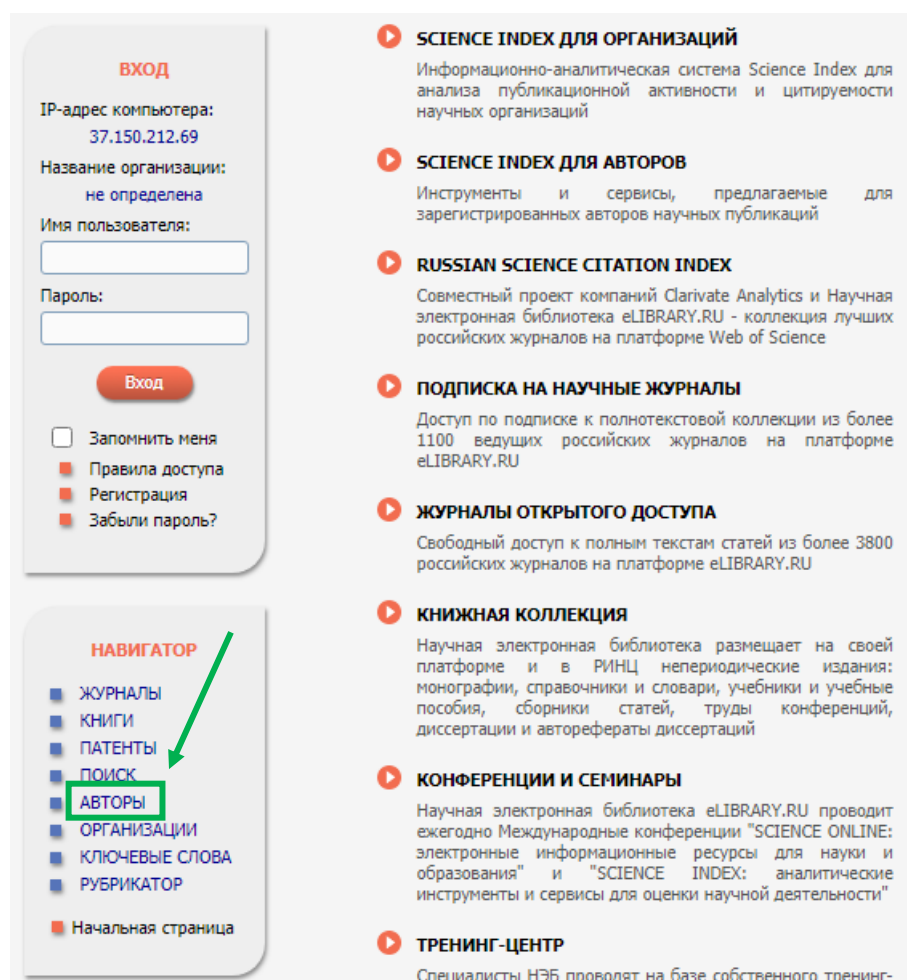 ВХОД
IP-адрес компьютера:
37.150.212.69
Название организации:
не определена
Имя пользователя:
Пароль:
Вход
Запомнить меня
Правила доступа
Регистрация
Забыли пароль?
НАВИГАТОР
ЖУРНАЛЫ
КНИГИ
ПАТЕНТЫ
ПОИСК
АВТОРЫ
ОРГАНИЗАЦИИ
КЛЮЧЕВЫЕ СЛОВА
РУБРИКАТОР
Начальная страница
SCIENCE INDEX ДЛЯ ОРГАНИЗАЦИЙ
Информационно-аналитическая система Science Index для
анализа публикационной активности и цитируемости
научных организаций
SCIENCE INDEX ДЛЯ АВТОРОВ
Инструменты и сервисы, предлагаемые для
зарегистрированных авторов научных публикаций
RUSSIAN SCIENCE CITATION INDEX
Совместный проект компаний Clarivate Analytics и Научная
электронная библиотека eLIBRARY.RU - коллекция лучших
российских журналов на платформе Web of Science
ПОДПИСКА НА НАУЧНЫЕ ЖУРНАЛЫ
Доступ по подписке к полнотекстовой коллекции из более
1100 ведущих российских журналов на платформе
eLIBRARY.RU
ЖУРНАЛЫ ОТКРЫТОГО ДОСТУПА
Свободный доступ к полным текстам статей из более 3800
российских журналов на платформе eLIBRARY.RU
КНИЖНАЯ КОЛЛЕКЦИЯ
Научная электронная библиотека размещает на своей
платформе и в РИНЦ непериодические издания:
монографии, справочники и словари, учебники и учебные
пособия, сборники статей, труды конференций,
диссертации и авторефераты диссертаций
КОНФЕРЕНЦИИ И СЕМИНАРЫ
Научная электронная библиотека eLIBRARY.RU проводит
ежегодно Международные конференции "SCIENCE ONLINE:
электронные информационные ресурсы для науки и
образования" и "SCIENCE INDEX: аналитические
инструменты и сервисы для оценки научной деятельности"
ТРЕНИНГ-ЦЕНТР
Специалисты НЭБ проводят на базе собственного тренинг-